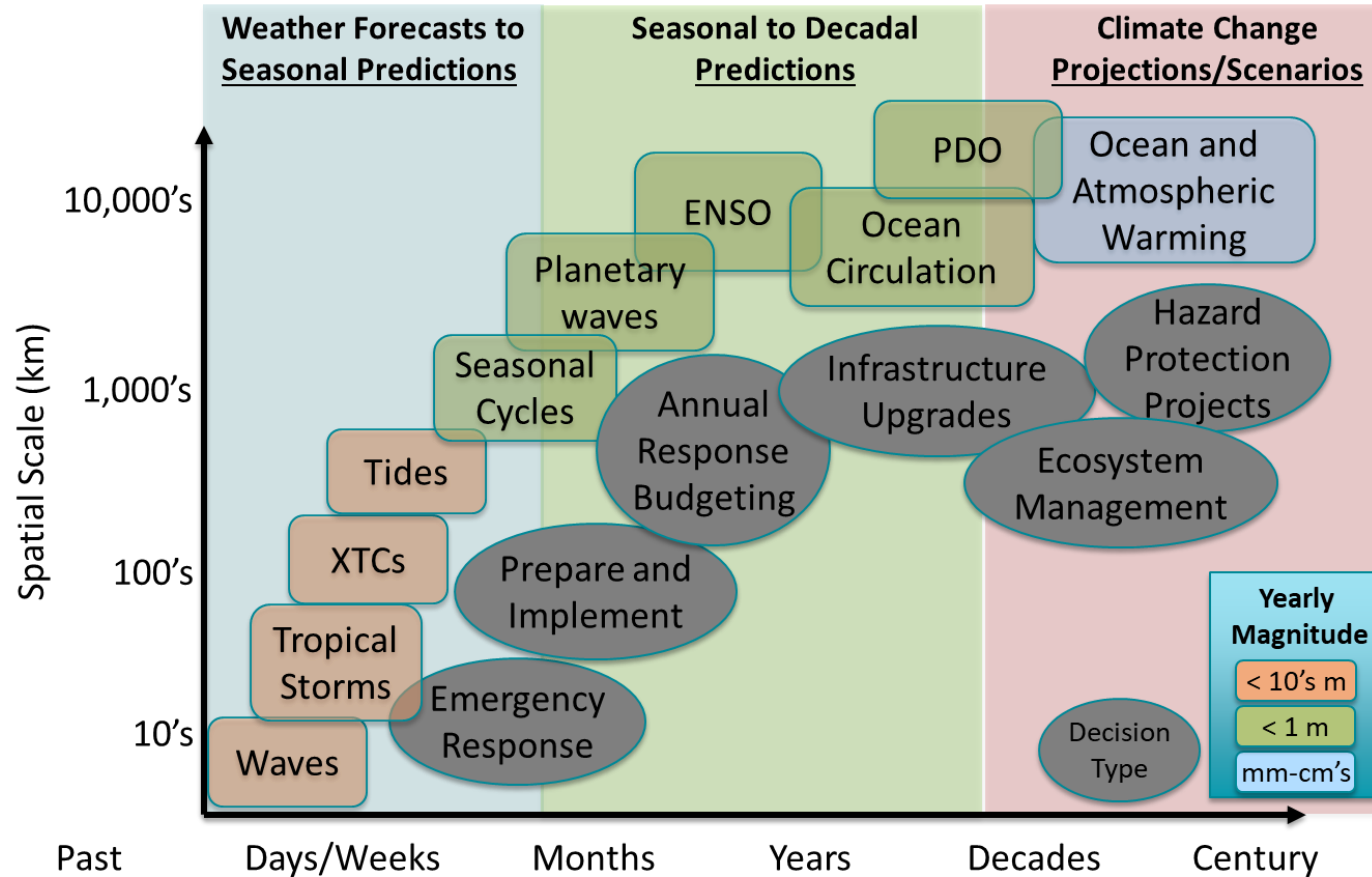 Weather Forecasts to
Seasonal Predictions
Seasonal to Decadal
Predictions
Climate Change
Projections/Scenarios
Spatial Scale (km)
10,000’s
1,000’s
100’s
10’s
PDO
Ocean and
Atmospheric
Warming
ENSO
Ocean
Circulation
Planetary
waves
Seasonal
Cycles
Tides
XTCs
Tropical
Storms
Waves
Hazard
Protection
Projects
Infrastructure
Upgrades
Annual
Response
Budgeting
Ecosystem
Management
Prepare and
Implement
Emergency
Response
Decision
Type
Yearly
Magnitude
< 10’s m
< 1 m
mm-cm’s
Past
Days/Weeks
Months
Years
Decades
Century